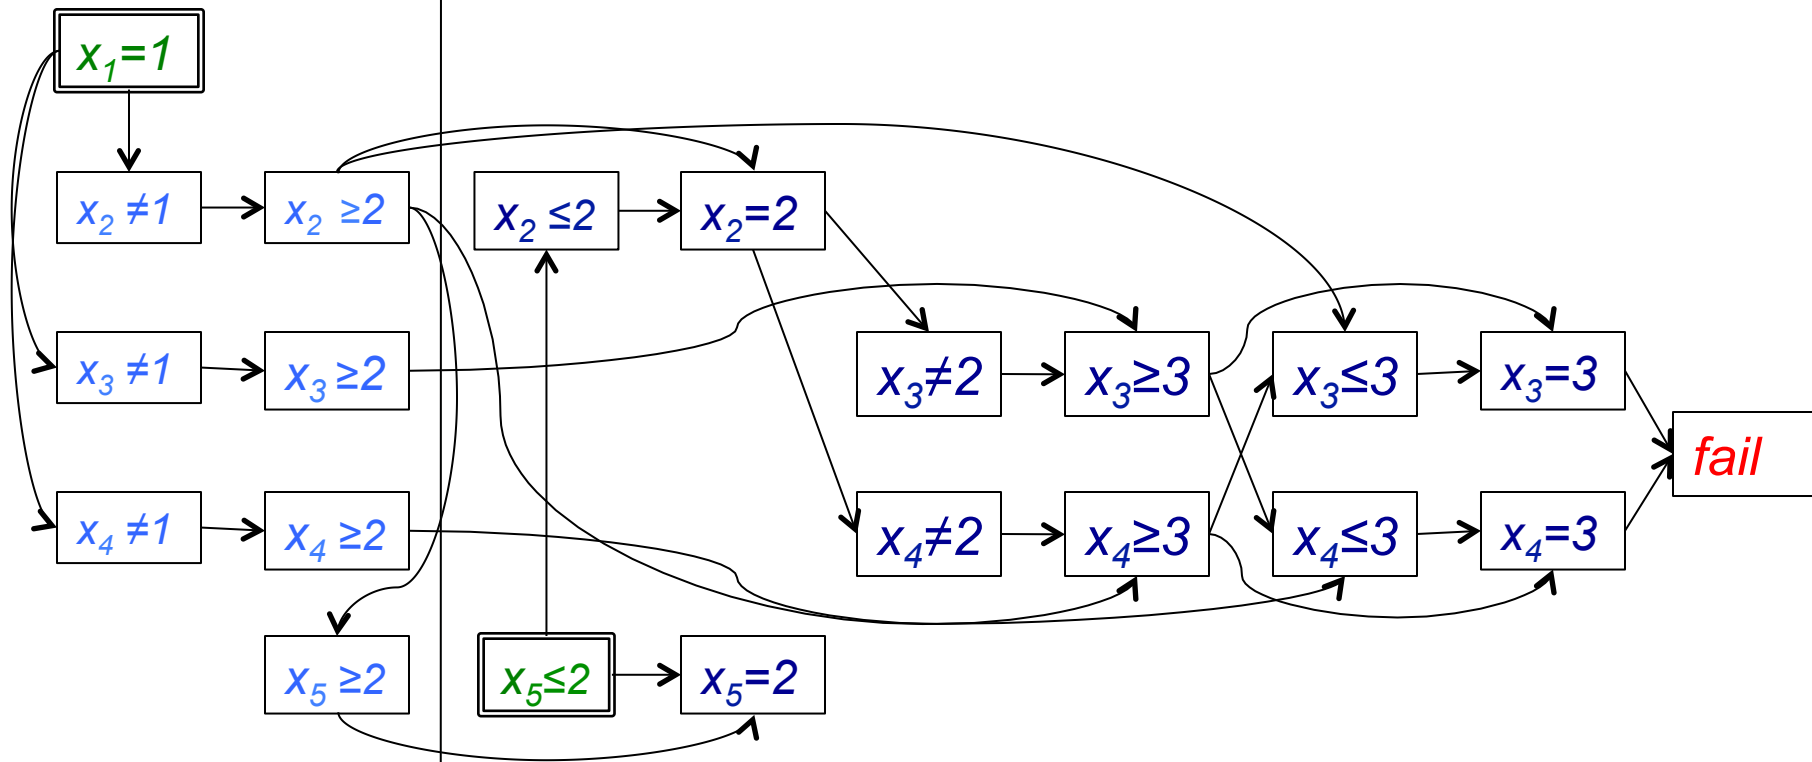 x₁=1
x₂ ≠1 x₂ ≥2 x₂ ≤2 x₂=2
x₃ ≠1 x₃ ≥2 x₃≠2 x₃≥3 x₃≤3 x₃=3
fail
x₄ ≠1 x₄ ≥2 x₄≠2 x₄≥3 x₄≤3 x₄=3
x₅ ≥2 x₅≤2 x₅=2